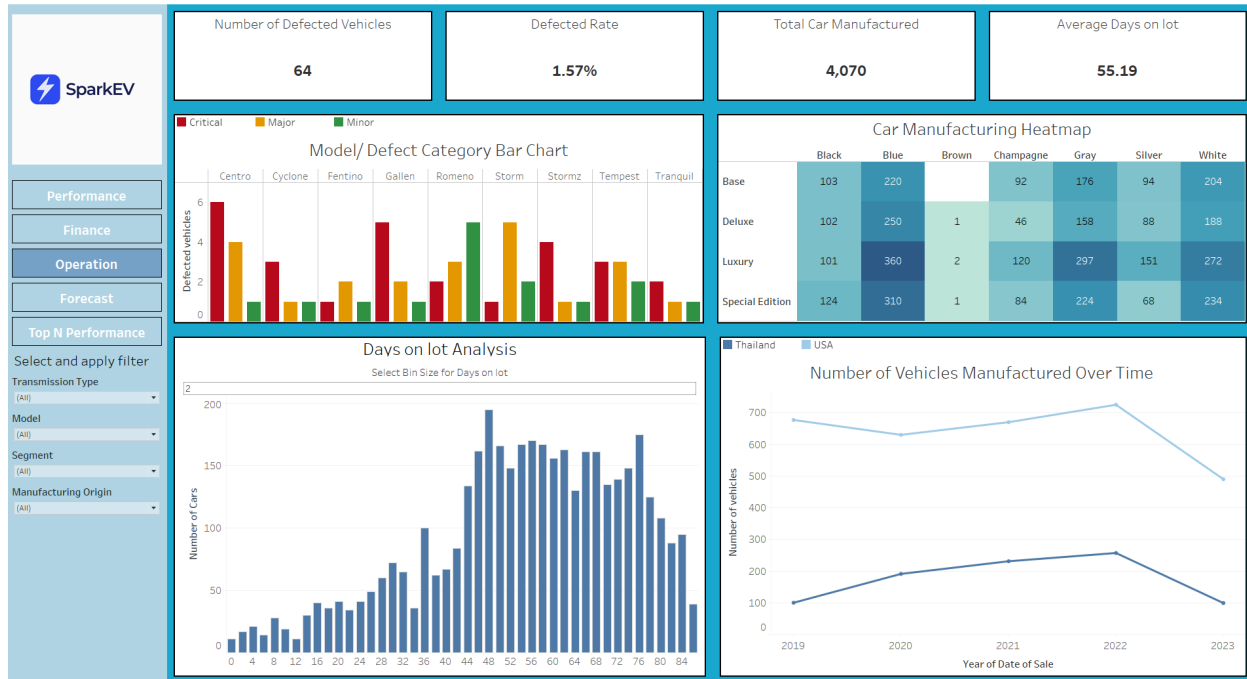 SparkEV
Performance
Finance
Operation
Forecast
Top N Performance
Select and apply filter
Transmission Type
(All)
Model
(All)
Segment
(All)
Manufacturing Origin
(All)
Number of Defected Vehicles
64
Defected Rate
1.57%
Total Car Manufactured
4,070
Average Days on lot
55.19
Critical Major Minor
Model/ Defect Category Bar Chart
Centro Cyclone Fentino Gallen Romeno Storm Stormz Tempest Tranquil
Defected vehicles
6
4
2
0
Car Manufacturing Heatmap
Black Blue Brown Champagne Gray Silver White
Base 103 220 92 176 94 204
Deluxe 102 250 1 46 158 88 188
Luxury 101 360 2 120 297 151 272
Special Edition 124 310 1 84 224 68 234
Days on lot Analysis
Select Bin Size for Days on lot
2
Number of Cars
200
150
100
50
0
0 4 8 12 16 20 24 28 32 36 40 44 48 52 56 60 64 68 72 76 80 84
Thailand USA
Number of Vehicles Manufactured Over Time
Number of vehicles
700
600
500
400
300
200
100
0
2019 2020 2021 2022 2023
Year of Date of Sale